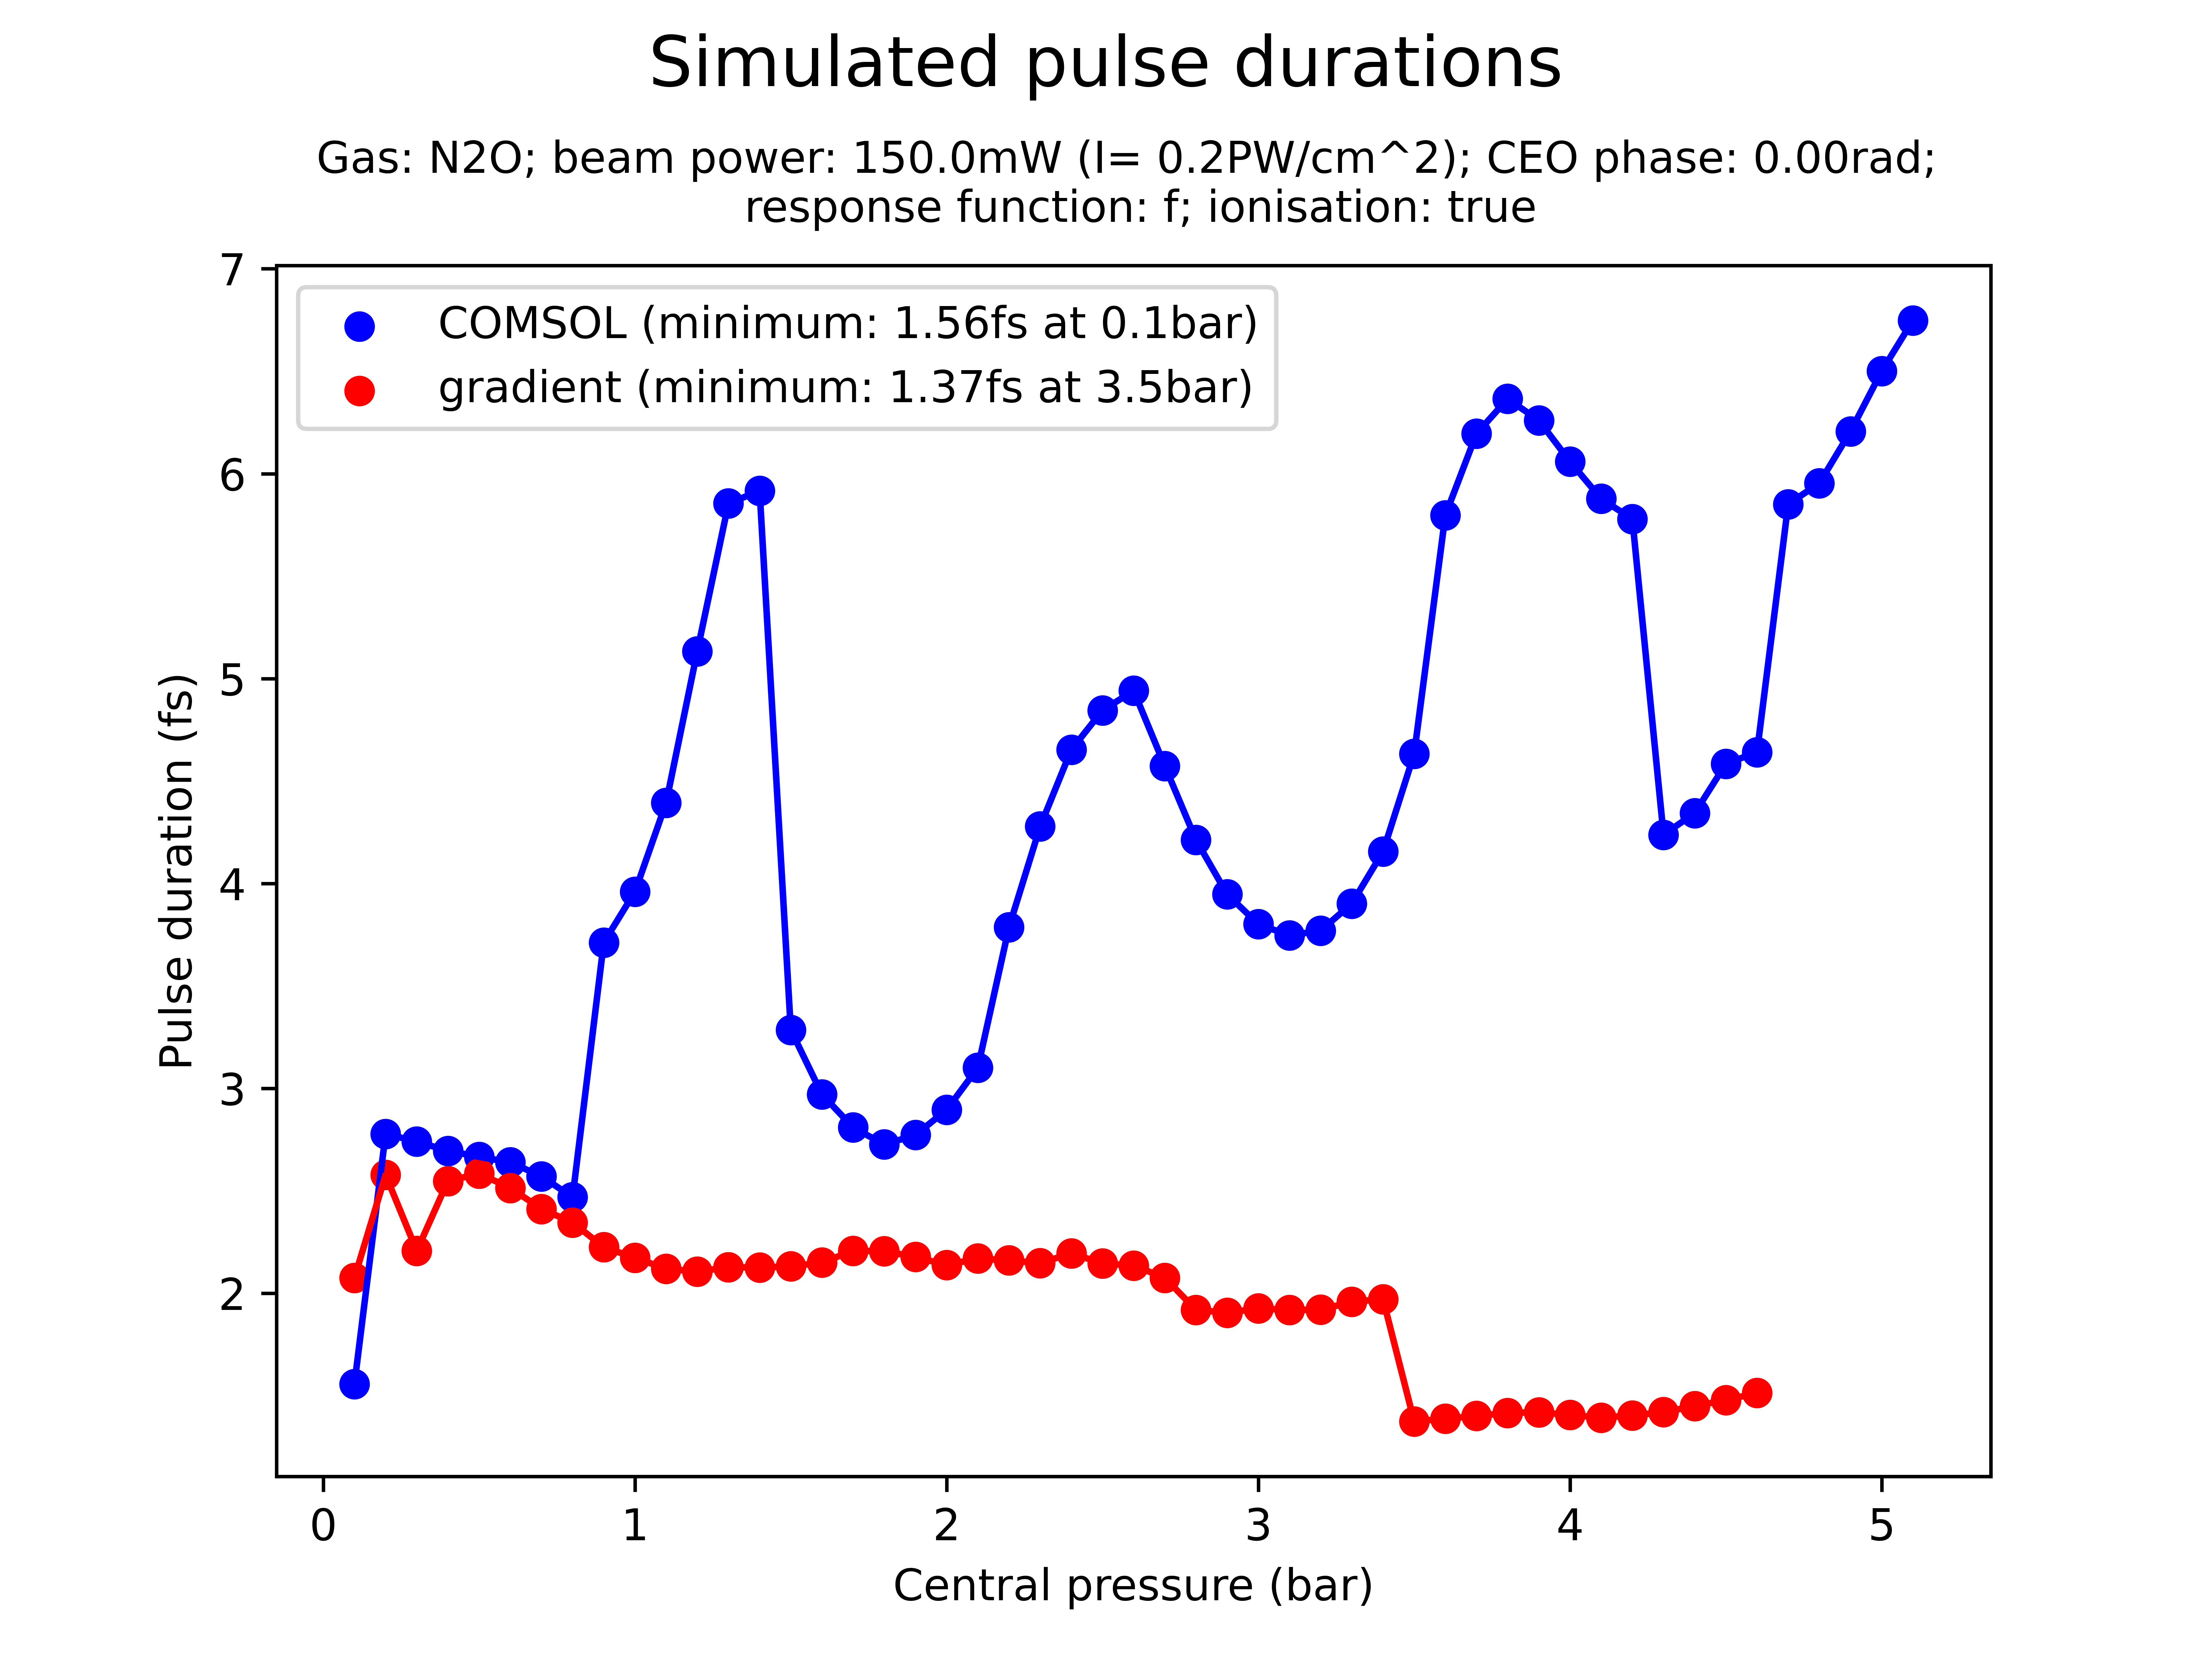 Simulated pulse durations
Gas: N2O; beam power: 150.0mW (I= 0.2PW/cm^2); CEO phase: 0.00rad;
response function: f; ionisation: true
COMSOL (minimum: 1.56fs at 0.1bar)
gradient (minimum: 1.37fs at 3.5bar)
Pulse duration (fs)
7
6
5
4
3
2
0 1 2 3 4 5
Central pressure (bar)